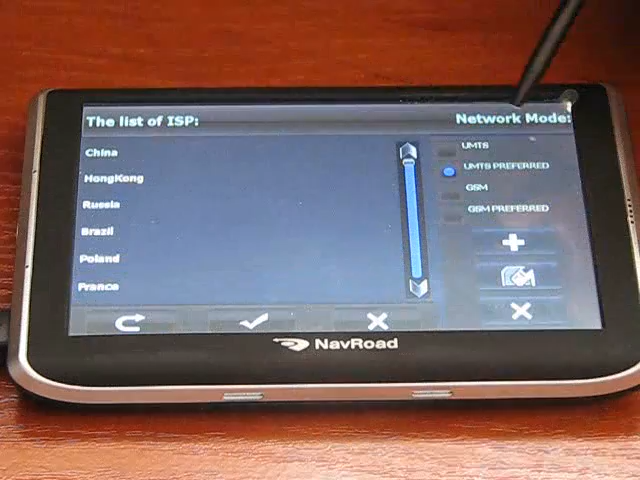 The list of ISP:
Network Mode:
China
HongKong
Russia
Brazil
Poland
France
UMTS
UMTS PREFERRED
GSM
GSM PREFERRED
NavRoad